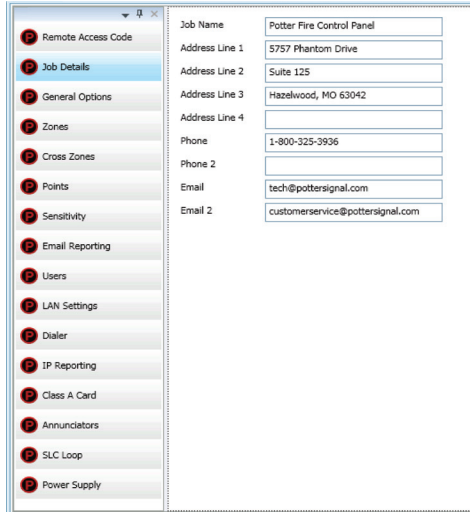 Remote Access Code
Job Details
General Options
Zones
Cross Zones
Points
Sensitivity
Email Reporting
Users
LAN Settings
Dialer
IP Reporting
Class A Card
Annunciators
SLC Loop
Power Supply
Job Name Potter Fire Control Panel
Address Line 1 5757 Phantom Drive
Address Line 2 Suite 125
Address Line 3 Hazelwood, MO 63042
Address Line 4
Phone 1-800-325-3936
Phone 2
Email tech@pottersignal.com
Email 2 customerservice@pottersignal.com